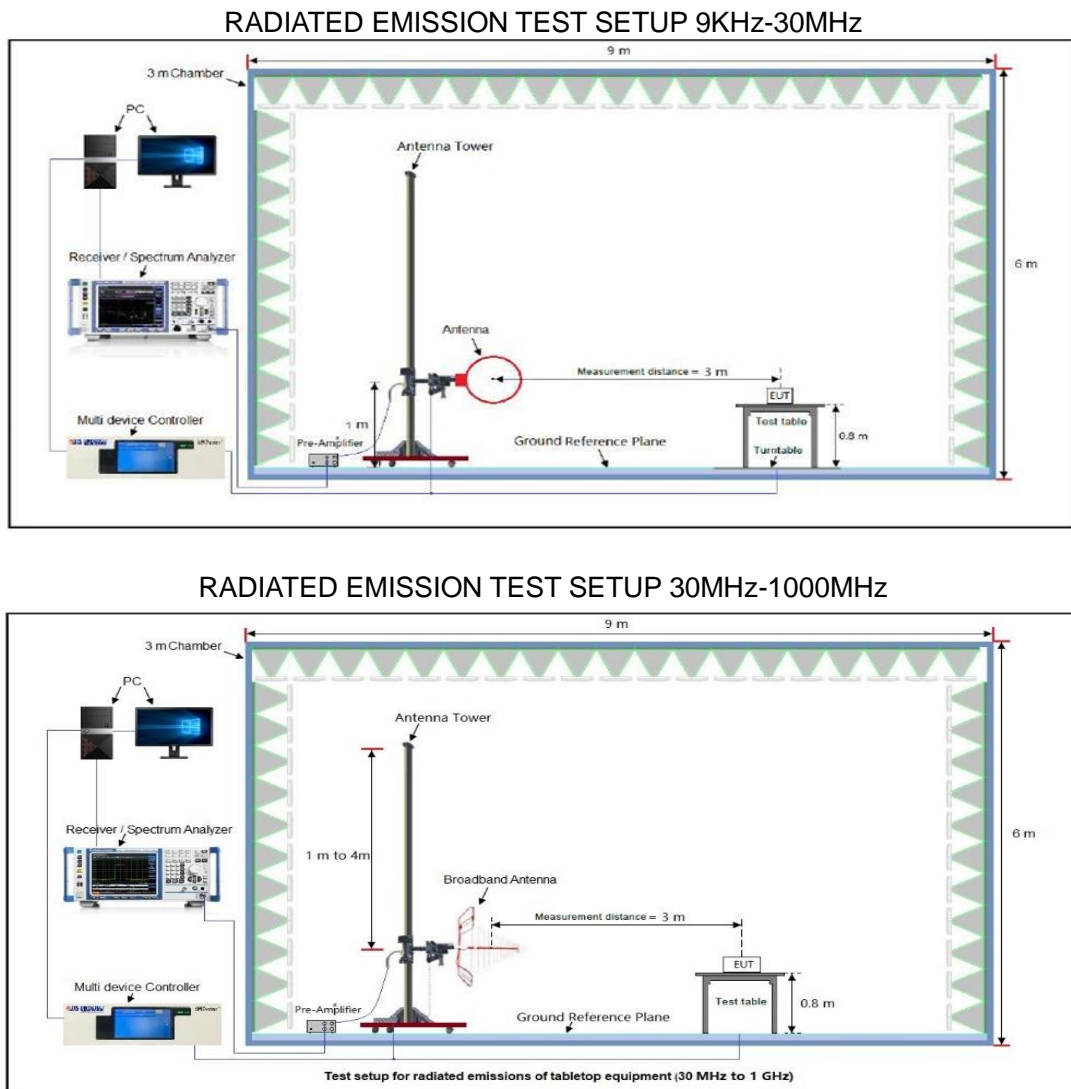 RADIATED EMISSION TEST SETUP 9KHz-30MHz
9 m
3 m Chamber
PC
Antenna Tower
Receiver / Spectrum Analyzer
6 m
Antenna
Measurement distance = 3 m
EUT
Multi device Controller
1 m
Test table
0.8 m
Pre-Amplifier
Ground Reference Plane
Turntable
RADIATED EMISSION TEST SETUP 30MHz-1000MHz
9 m
3 m Chamber
PC
Antenna Tower
Receiver / Spectrum Analyzer
6 m
1 m to 4m
Broadband Antenna
Measurement distance = 3 m
EUT
Multi device Controller
Test table
0.8 m
Pre-Amplifier
Ground Reference Plane
Test setup for radiated emissions of tabletop equipment (30 MHz to 1 GHz)